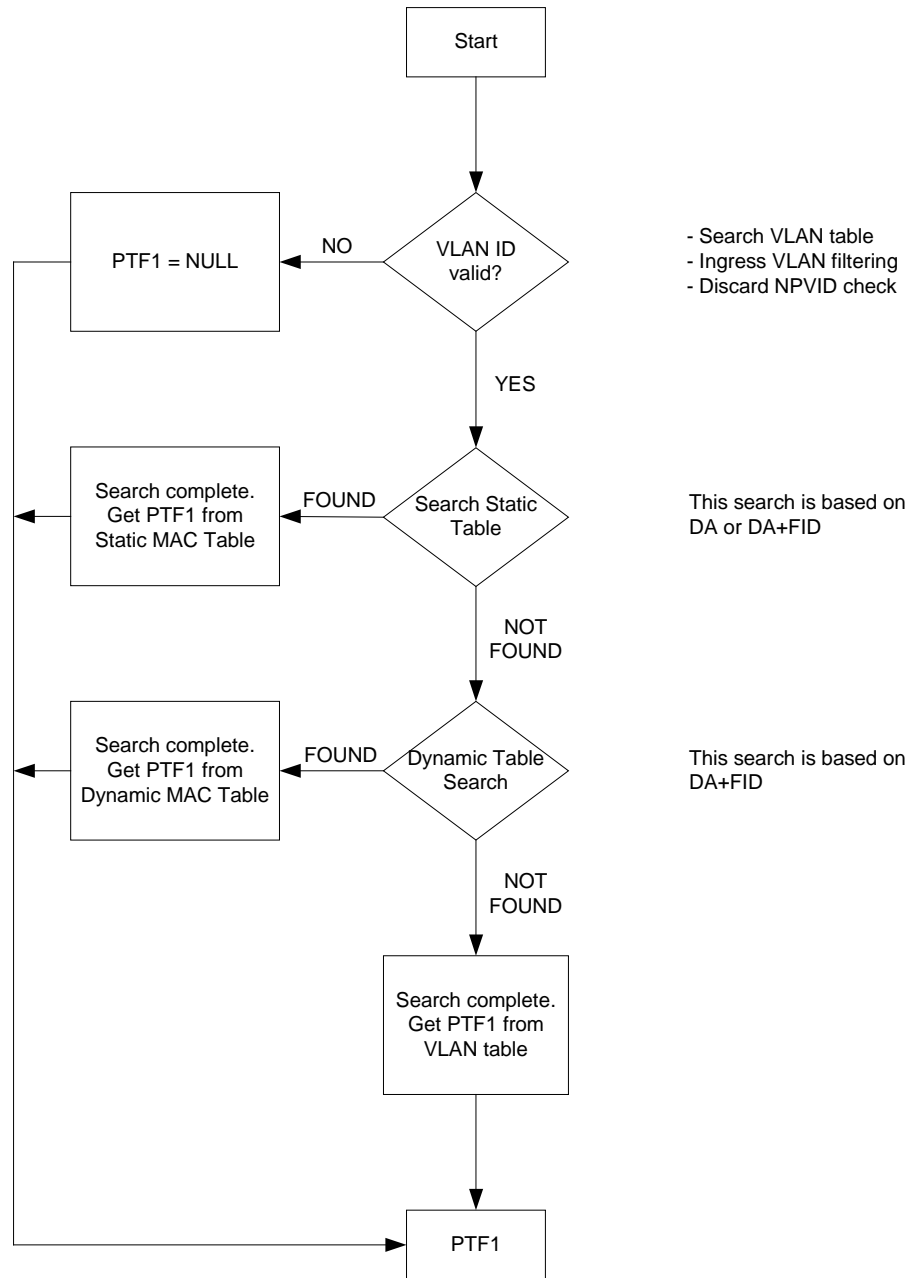 Start
NO
VLAN ID
valid?
PTF1 = NULL
- Search VLAN table
- Ingress VLAN filtering
- Discard NPVID check
YES
Search complete.
Get PTF1 from
Static MAC Table
FOUND
Search Static
Table
This search is based on
DA or DA+FID
NOT
FOUND
Search complete.
Get PTF1 from
Dynamic MAC Table
FOUND
Dynamic Table
Search
This search is based on
DA+FID
NOT
FOUND
Search complete.
Get PTF1 from
VLAN table
PTF1